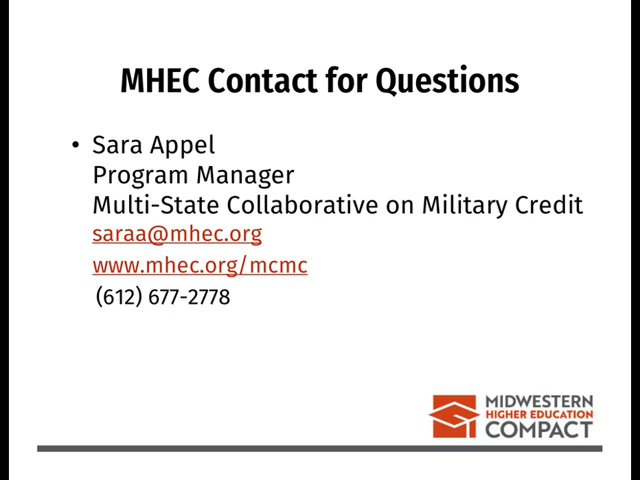 MHEC Contact for Questions
• Sara Appel
Program Manager
Multi-State Collaborative on Military Credit
saraa@mhec.org
www.mhec.org/mcmc
(612) 677-2778
MIDWESTERN
HIGHER EDUCATION
COMPACT